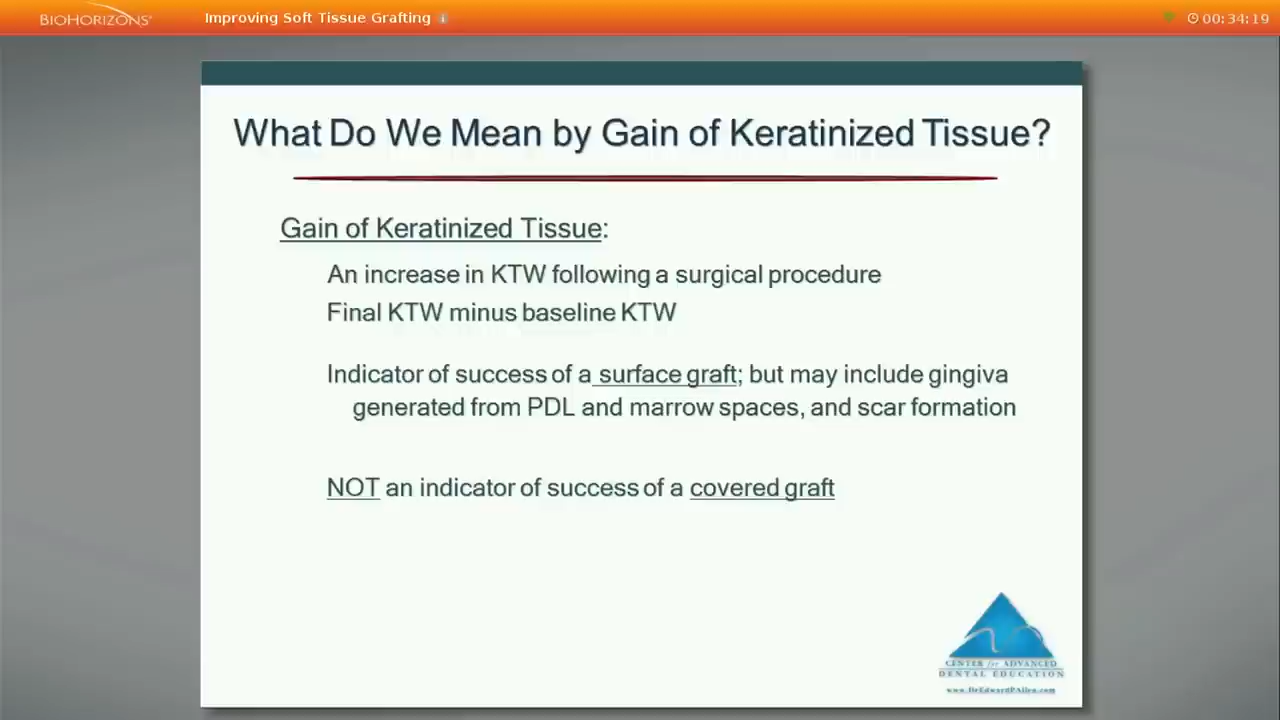 BIOHORIZONS®
Improving Soft Tissue Grafting
00:34:19
What Do We Mean by Gain of Keratinized Tissue?
Gain of Keratinized Tissue:
An increase in KTW following a surgical procedure
Final KTW minus baseline KTW
Indicator of success of a surface graft; but may include gingiva
generated from PDL and marrow spaces, and scar formation
NOT an indicator of success of a covered graft
CENTER for ADVANCED
DENTAL EDUCATION
www.DrEdwardPAllen.com